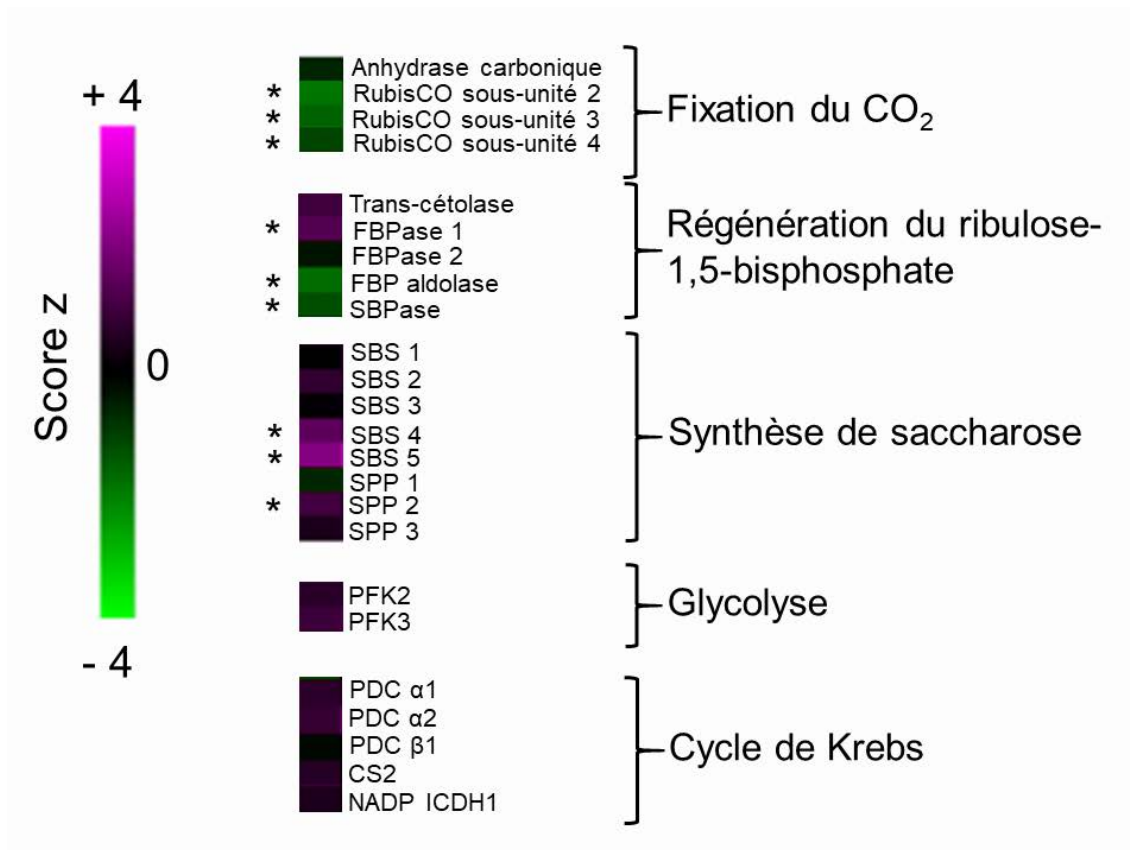 + 4
Score z
0
- 4
Anhydrase carbonique
* RubisCO sous-unité 2
* RubisCO sous-unité 3
* RubisCO sous-unité 4
Fixation du CO₂
Trans-cétolase
* FBPase 1
FBPase 2
* FBP aldolase
* SBPase
Régénération du ribulose-
1,5-bisphosphate
SBS 1
SBS 2
SBS 3
* SBS 4
* SBS 5
SPP 1
* SPP 2
SPP 3
Synthèse de saccharose
PFK2
PFK3
Glycolyse
PDC α1
PDC α2
PDC β1
CS2
NADP ICDH1
Cycle de Krebs